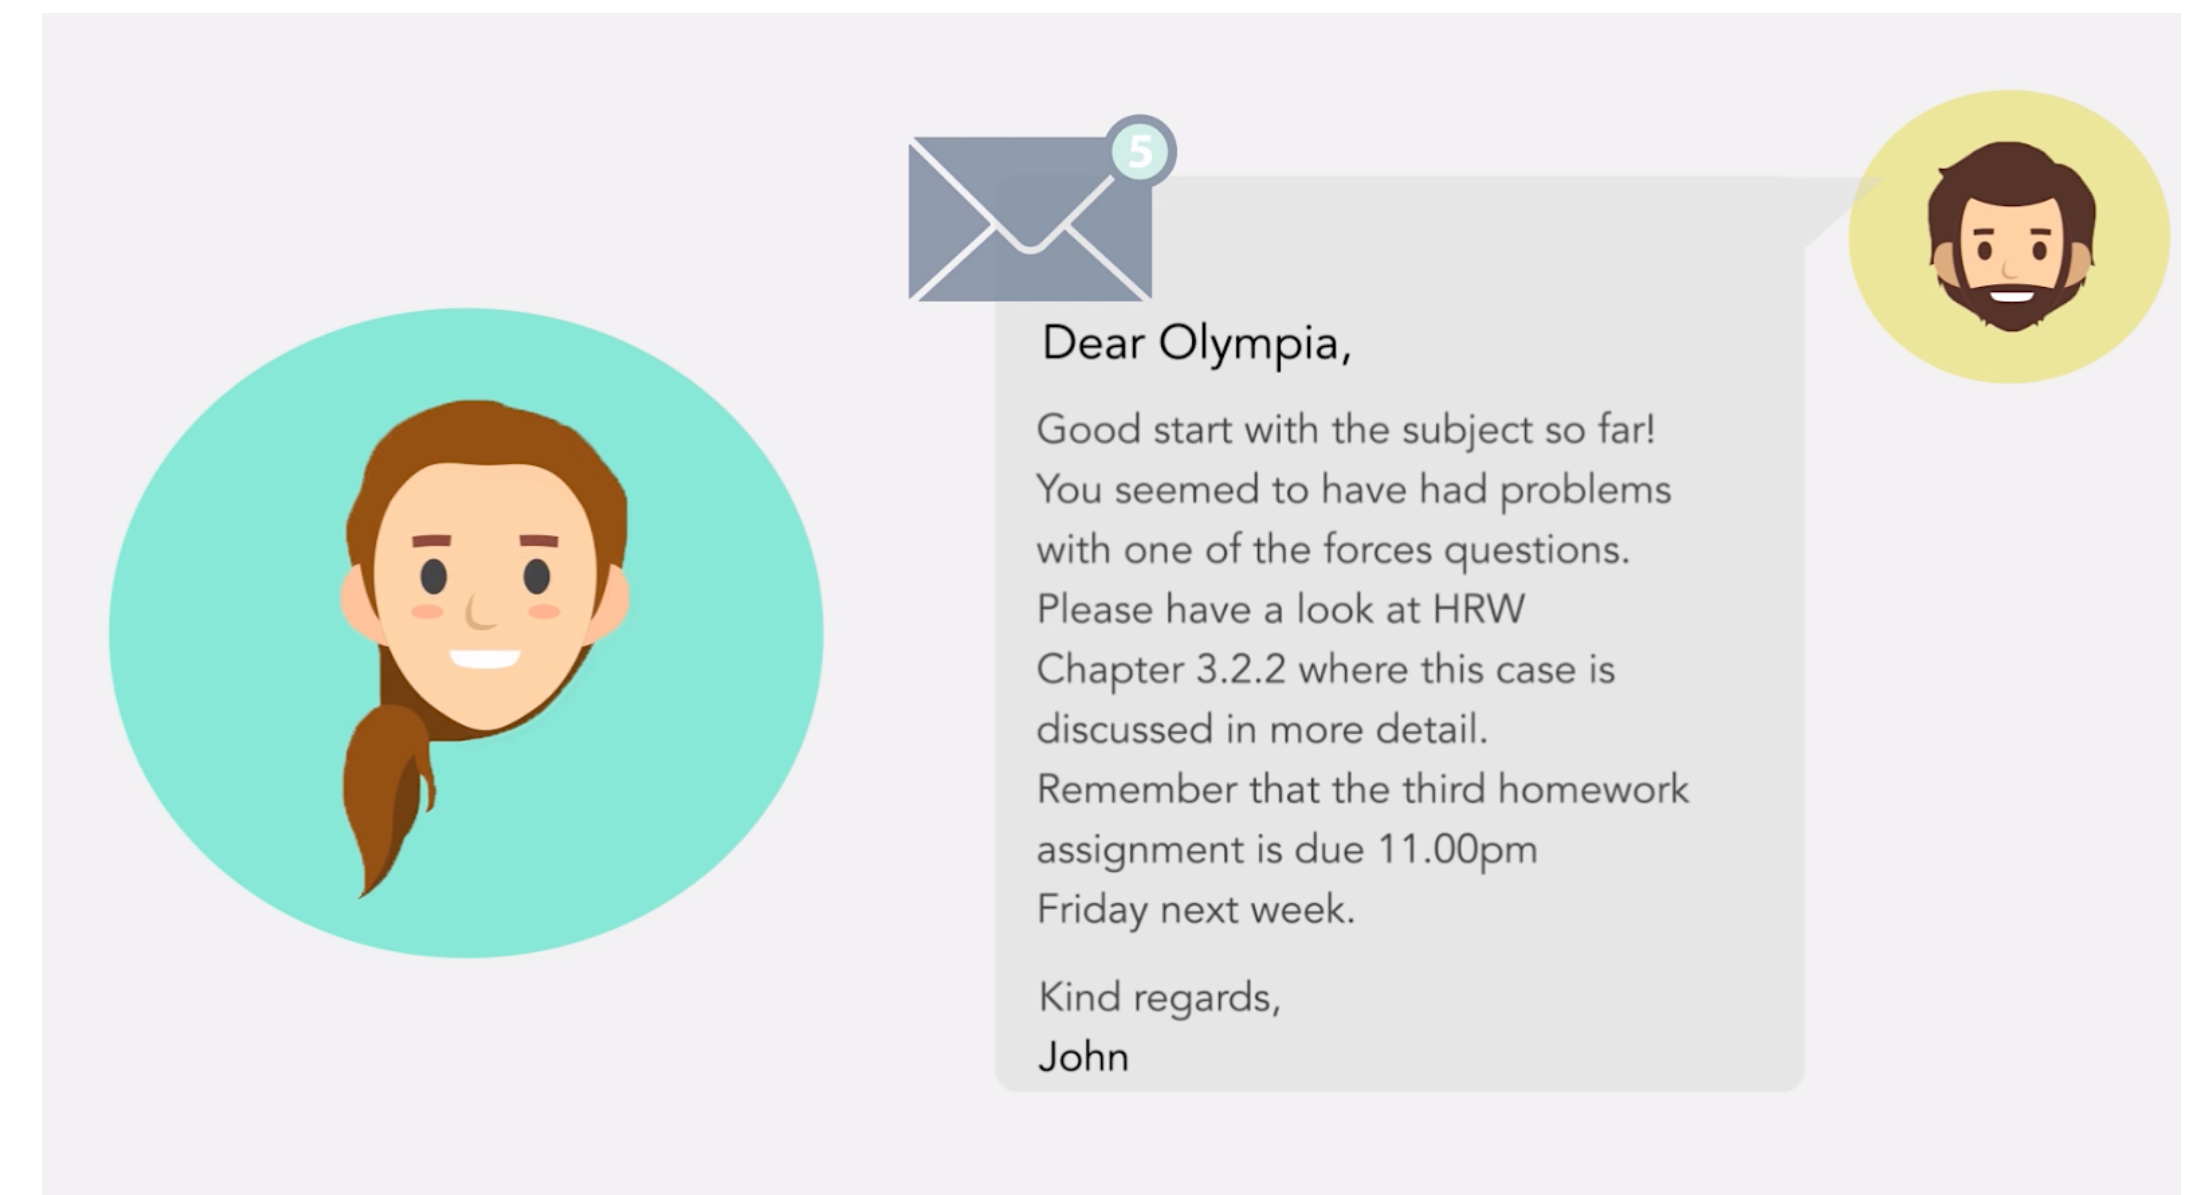 5
Dear Olympia,
Good start with the subject so far!
You seemed to have had problems
with one of the forces questions.
Please have a look at HRW
Chapter 3.2.2 where this case is
discussed in more detail.
Remember that the third homework
assignment is due 11.00pm
Friday next week.
Kind regards,
John